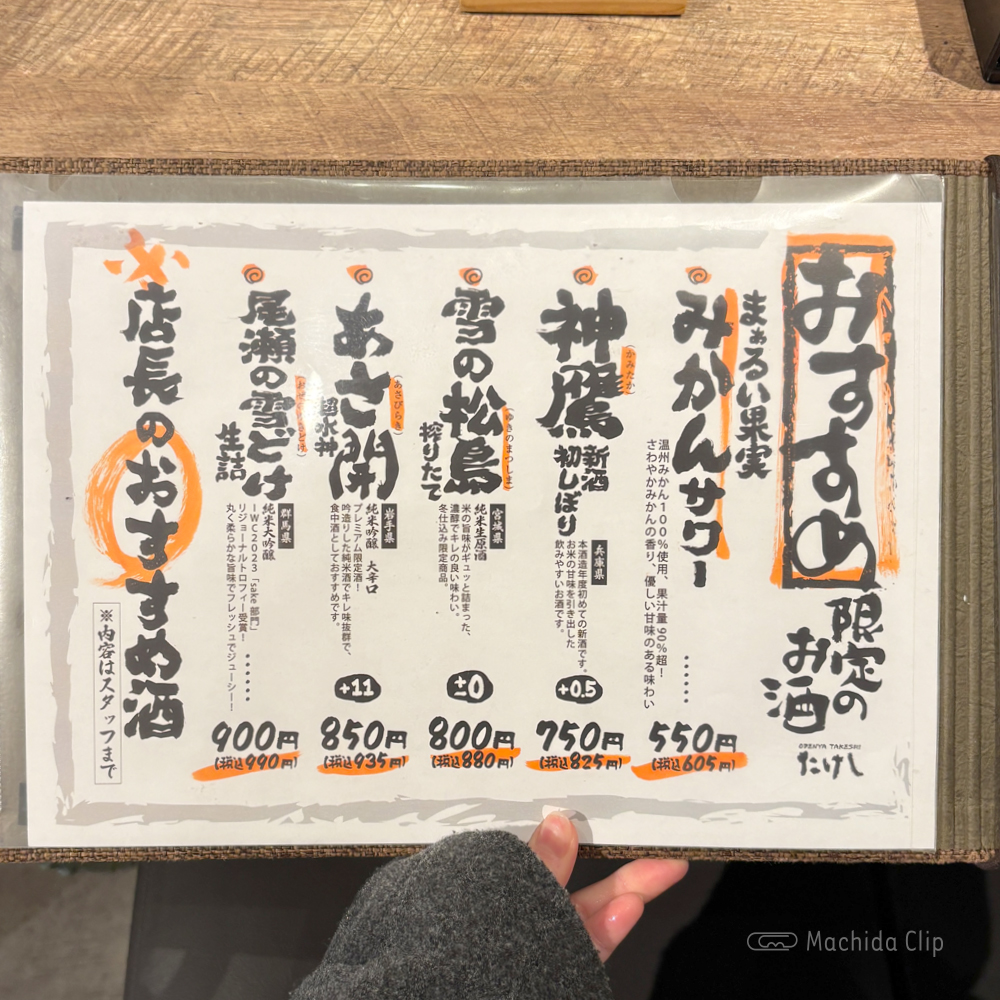 おすすめ
限定の
お酒
OPENYA TAKESHI
たけし
まぁるい果実
みかんサワー
温州みかん100%使用、果汁量90%超!
さわやかみかんの香り、優しい甘味のある味わい
550円
(税込605円)
神鷹
かみたか
新酒
初しぼり
兵庫県
本酒造年度初めての新酒です。
お米の甘味を引き出した
飲みやすいお酒です。
+0.5
750円
(税込825円)
雪の松島
(ゆきのまつしま)
搾りたて
宮城県
純米生原酒
米の旨味がギュッと詰まった、
濃醇でキレの良い味わい。
冬仕込み限定商品。
±0
800円
(税込880円)
あさ開
(あさびらき)
超水神
岩手県
純米吟醸 大辛口
プレミアム限定酒!
吟造りした純米酒でキレ味抜群で、
食中酒としておすすめです。
+11
850円
(税込935円)
尾瀬の雪どけ
(おぜのゆきどけ)
生詰
群馬県
純米大吟醸
IWC2023「sake部門」
リジョーナルトロフィー受賞!
丸く柔らかな旨味でフレッシュでジューシー!
900円
(税込990円)
店長のおすすめ酒
※内容はスタッフまで
Machida Clip